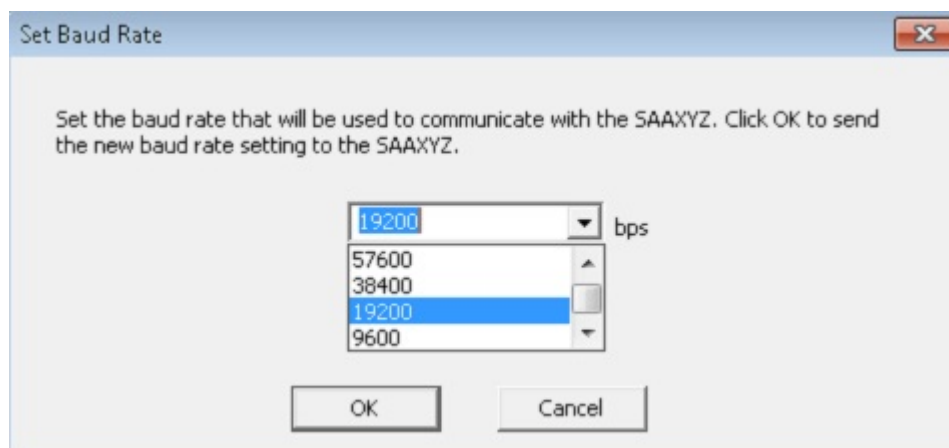 Set Baud Rate
Set the baud rate that will be used to communicate with the SAAXYZ. Click OK to send
the new baud rate setting to the SAAXYZ.
19200 bps
57600
38400
19200
9600
OK Cancel